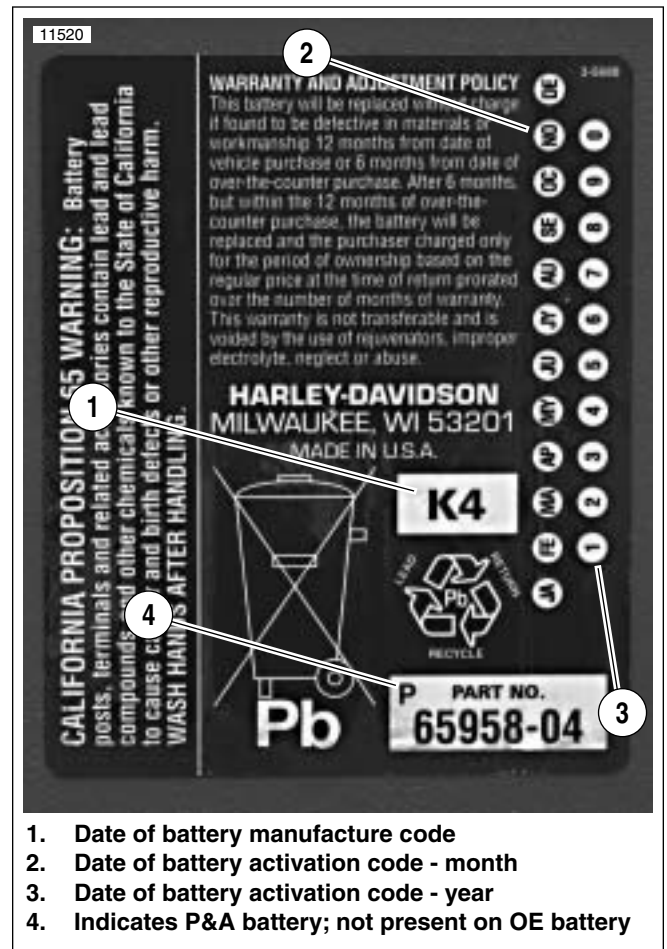 11520
CALIFORNIA PROPOSITION 65 WARNING: Battery
posts, terminals and related accessories contain lead and lead
compounds and other chemicals known to the State of California
to cause cancer and birth defects or other reproductive harm.
WASH HANDS AFTER HANDLING.
WARRANTY AND ADJUSTMENT POLICY
This battery will be replaced without charge
if found to be defective in materials or
workmanship 12 months from date of
vehicle purchase or 6 months from date of
over-the-counter purchase. After 6 months,
but within the 12 months of over-the-
counter purchase, the battery will be
replaced and the purchaser charged only
for the period of ownership based on the
regular price at the time of return prorated
over the number of months of warranty.
This warranty is not transferable and is
voided by the use of rejuvenators, improper
electrolyte, neglect or abuse.
HARLEY-DAVIDSON
MILWAUKEE, WI 53201
MADE IN U.S.A.
K4
LEAD
RETURN
Pb
RECYCLE
Pb
P PART NO.
65958-04
DE
NO 0
OC 9
SE 8
AU 7
JY 6
JU 5
MY 4
AP 3
MA 2
FE 1
JA
1
2
3
4
1. Date of battery manufacture code
2. Date of battery activation code - month
3. Date of battery activation code - year
4. Indicates P&A battery; not present on OE battery